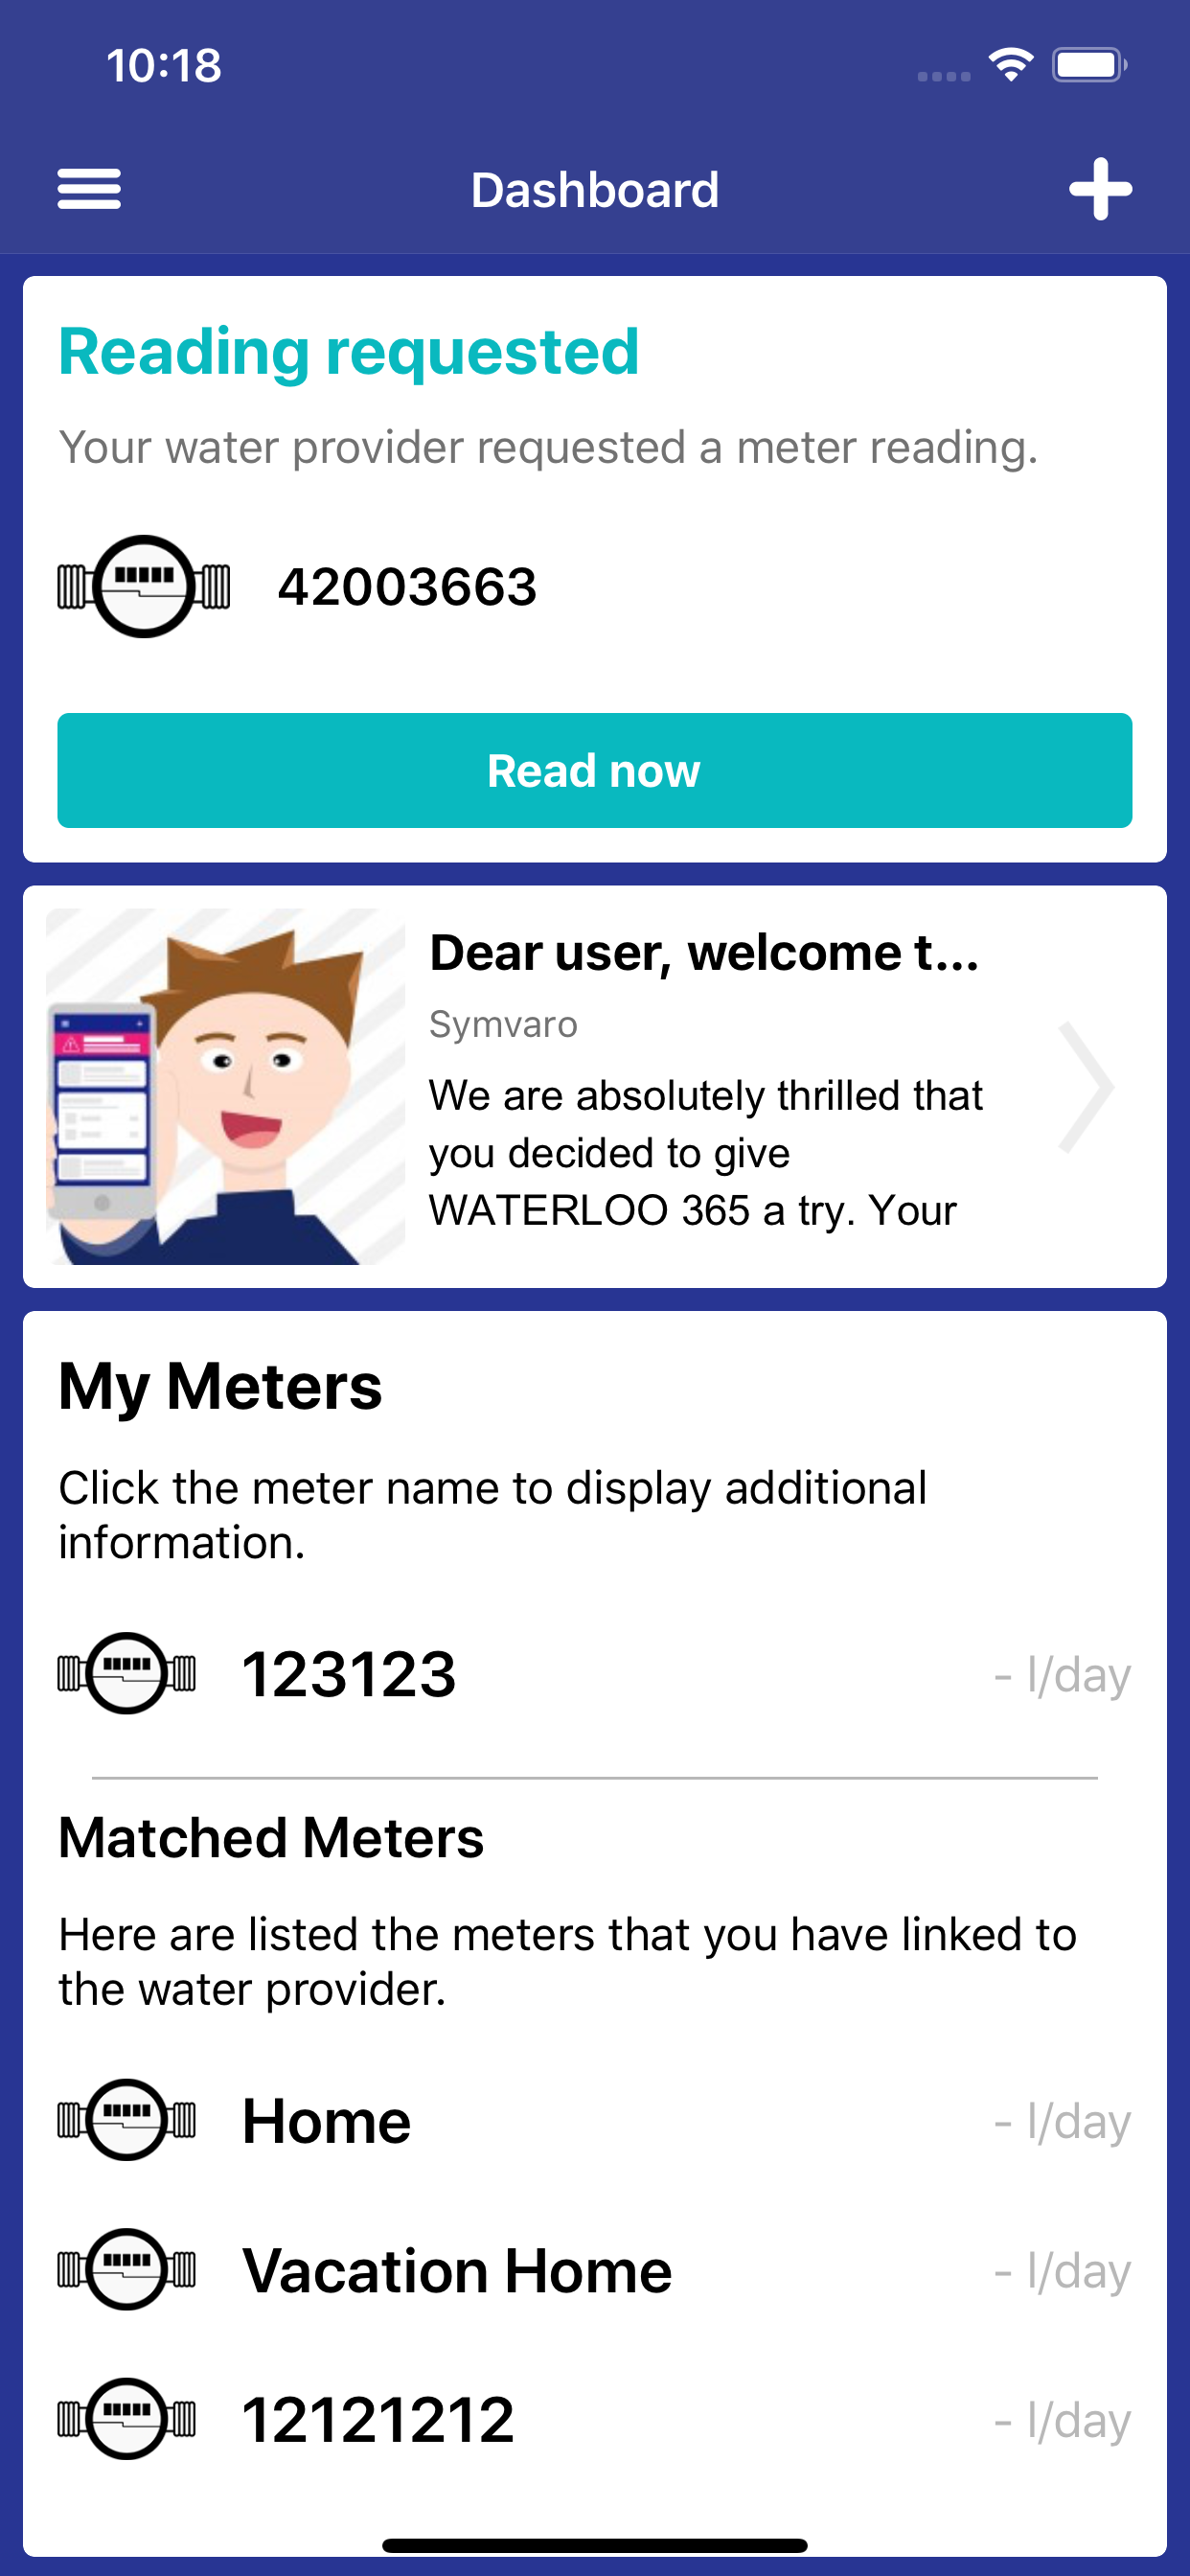 10:18
Dashboard
Reading requested
Your water provider requested a meter reading.
42003663
Read now
Dear user, welcome t...
Symvaro
We are absolutely thrilled that
you decided to give
WATERLOO 365 a try. Your
My Meters
Click the meter name to display additional
information.
123123 - l/day
Matched Meters
Here are listed the meters that you have linked to
the water provider.
Home - l/day
Vacation Home - l/day
12121212 - l/day